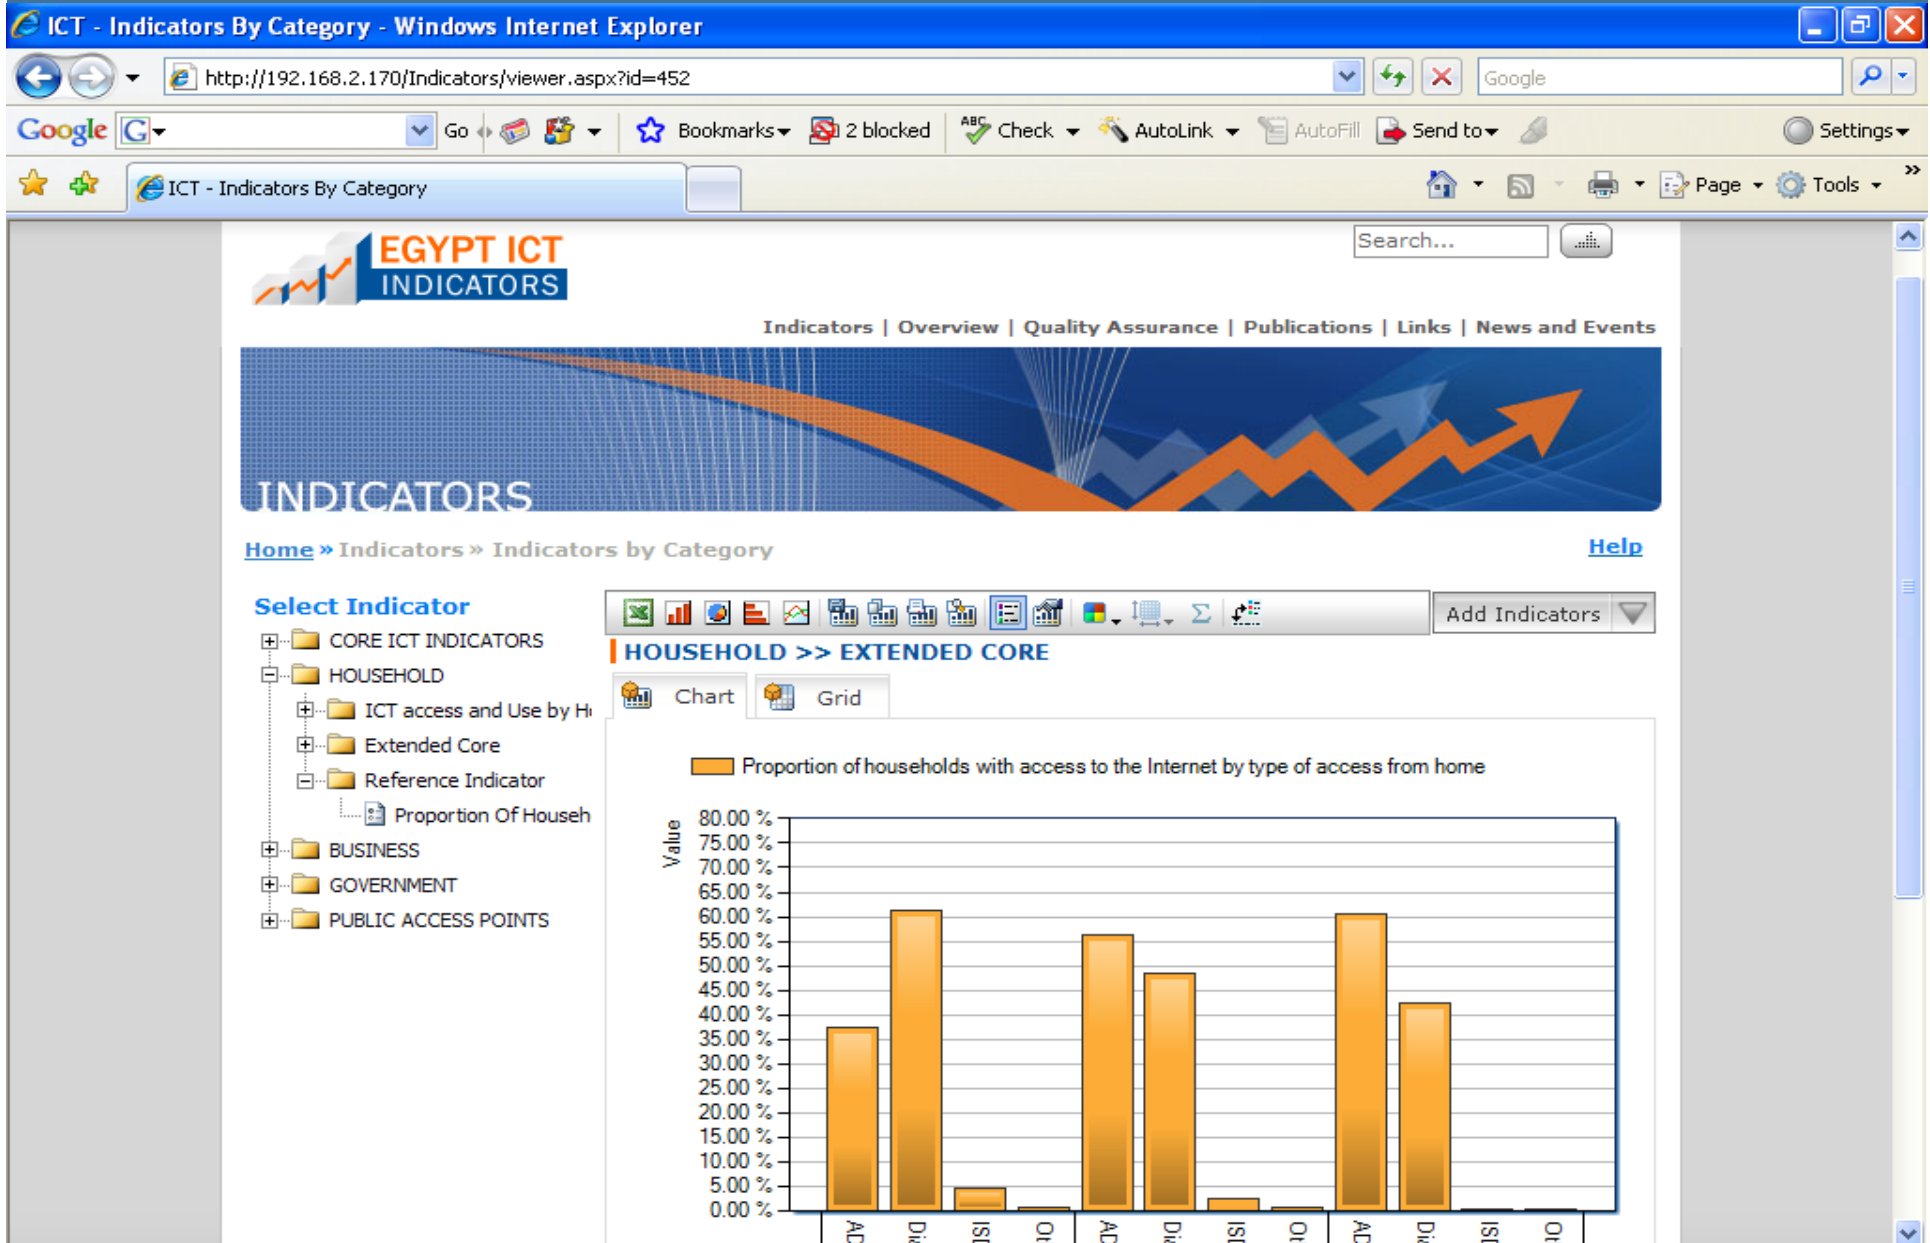 ICT - Indicators By Category - Windows Internet Explorer
http://192.168.2.170/Indicators/viewer.aspx?id=452
Google
Google G Go Bookmarks 2 blocked ABC Check AutoLink AutoFill Send to Settings
ICT - Indicators By Category
Page Tools »
EGYPT ICT
INDICATORS
Search...
Indicators | Overview | Quality Assurance | Publications | Links | News and Events
INDICATORS
Home » Indicators » Indicators by Category
Help
Select Indicator
CORE ICT INDICATORS
HOUSEHOLD
ICT access and Use by
Extended Core
Reference Indicator
Proportion Of Househ
BUSINESS
GOVERNMENT
PUBLIC ACCESS POINTS
Add Indicators
HOUSEHOLD >> EXTENDED CORE
Chart
Grid
Proportion of households with access to the Internet by type of access from home
Value
80.00 %
75.00 %
70.00 %
65.00 %
60.00 %
55.00 %
50.00 %
45.00 %
40.00 %
35.00 %
30.00 %
25.00 %
20.00 %
15.00 %
10.00 %
5.00 %
0.00 %